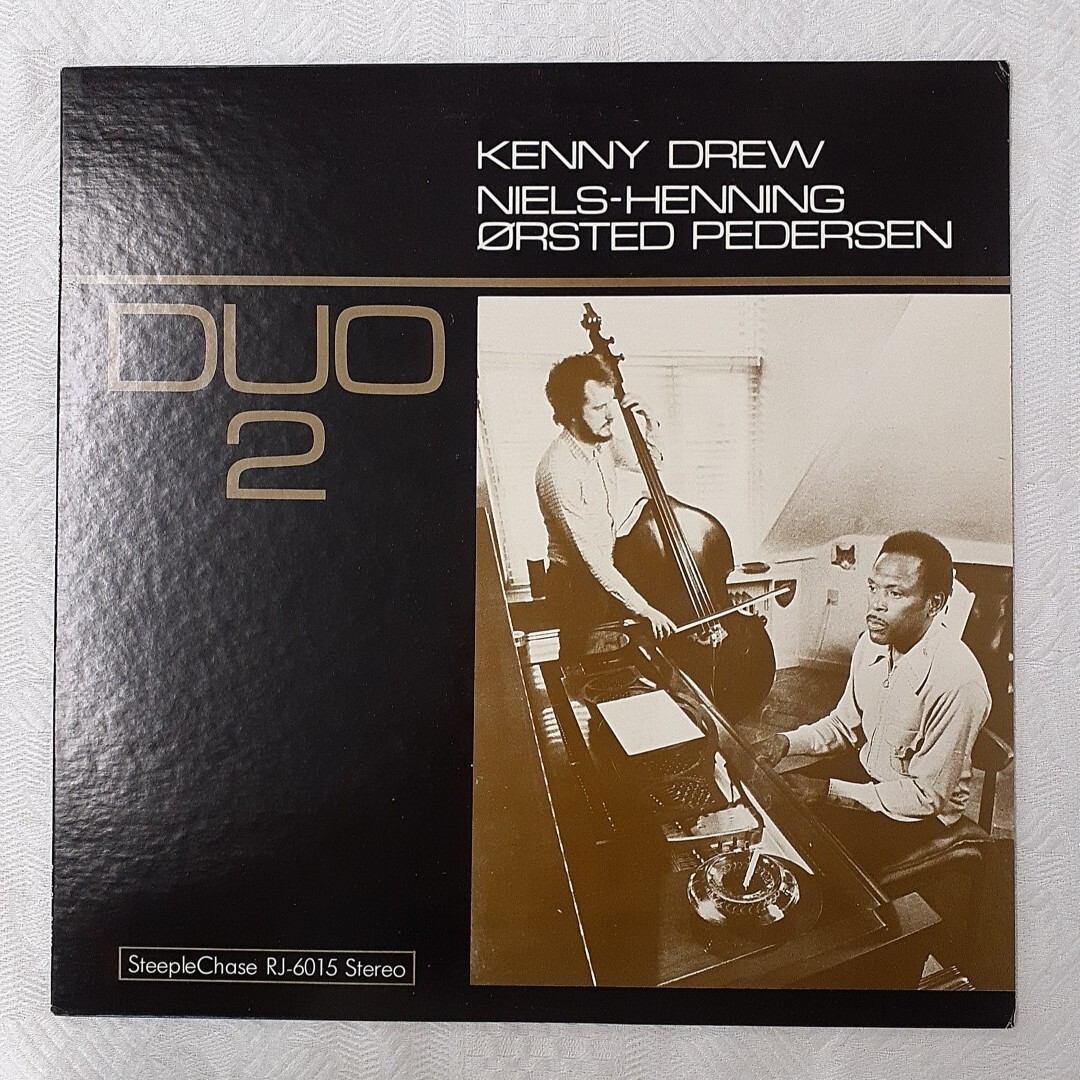 KENNY DREW
NIELS-HENNING
ØRSTED PEDERSEN
DUO
2
SteepleChase RJ-6015 Stereo